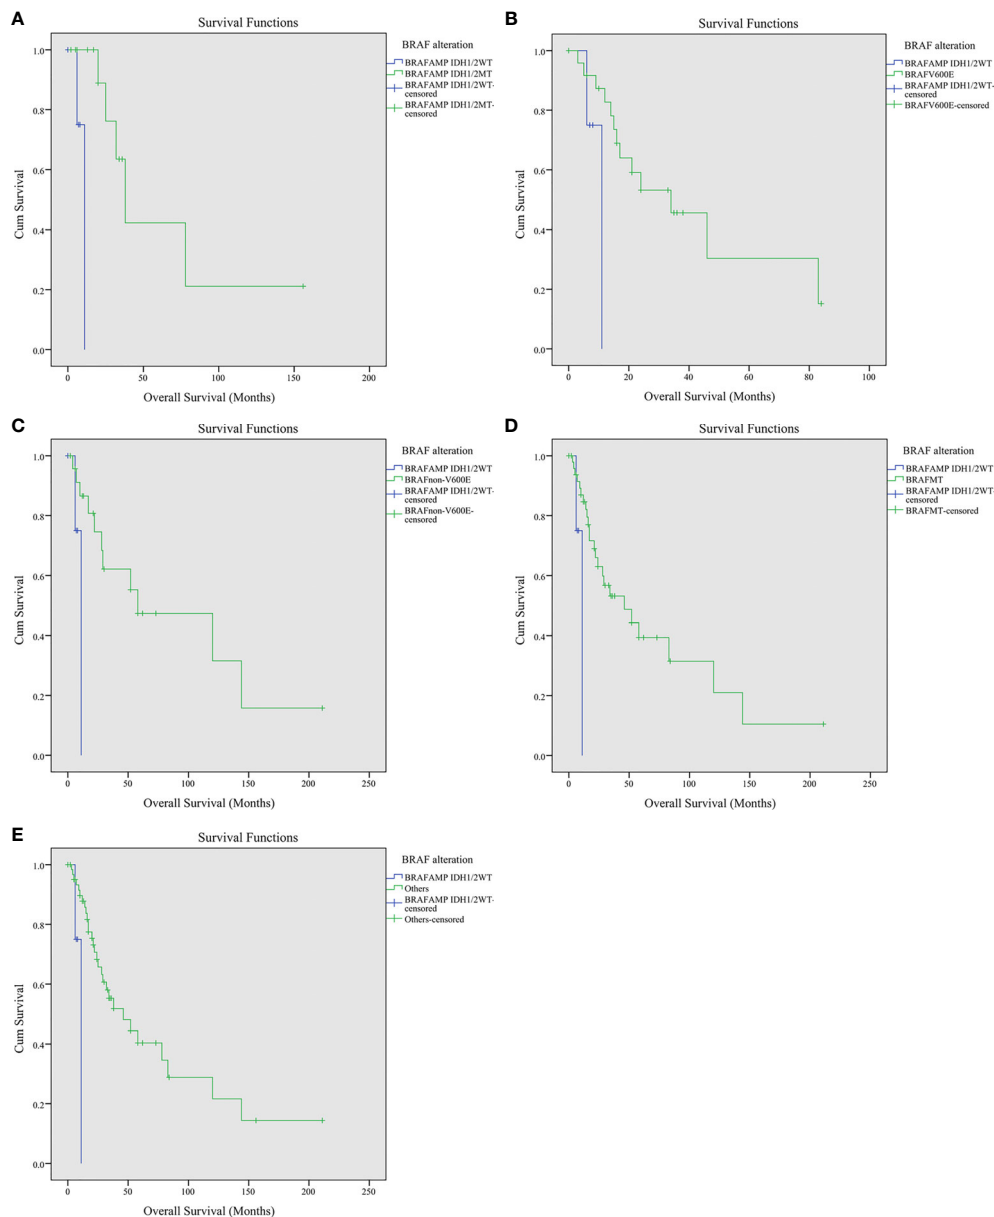 A
Survival Functions
BRAF alteration
BRAFAMP IDH1/2WT
BRAFAMP IDH1/2MT
BRAFAMP IDH1/2WT-
censored
BRAFAMP IDH1/2MT-
censored
Cum Survival
1.0
0.8
0.6
0.4
0.2
0.0
0 50 100 150 200
Overall Survival (Months)
B
Survival Functions
BRAF alteration
BRAFAMP IDH1/2WT
BRAFV600E
BRAFAMP IDH1/2WT-
censored
BRAFV600E-censored
Cum Survival
1.0
0.8
0.6
0.4
0.2
0.0
0 20 40 60 80 100
Overall Survival (Months)
C
Survival Functions
BRAF alteration
BRAFAMP IDH1/2WT
BRAFnon-V600E
BRAFAMP IDH1/2WT-
censored
BRAFnon-V600E-
censored
Cum Survival
1.0
0.8
0.6
0.4
0.2
0.0
0 50 100 150 200 250
Overall Survival (Months)
D
Survival Functions
BRAF alteration
BRAFAMP IDH1/2WT
BRAFMT
BRAFAMP IDH1/2WT-
censored
BRAFMT-censored
Cum Survival
1.0
0.8
0.6
0.4
0.2
0.0
0 50 100 150 200 250
Overall Survival (Months)
E
Survival Functions
BRAF alteration
BRAFAMP IDH1/2WT
Others
BRAFAMP IDH1/2WT-
censored
Others-censored
Cum Survival
1.0
0.8
0.6
0.4
0.2
0.0
0 50 100 150 200 250
Overall Survival (Months)